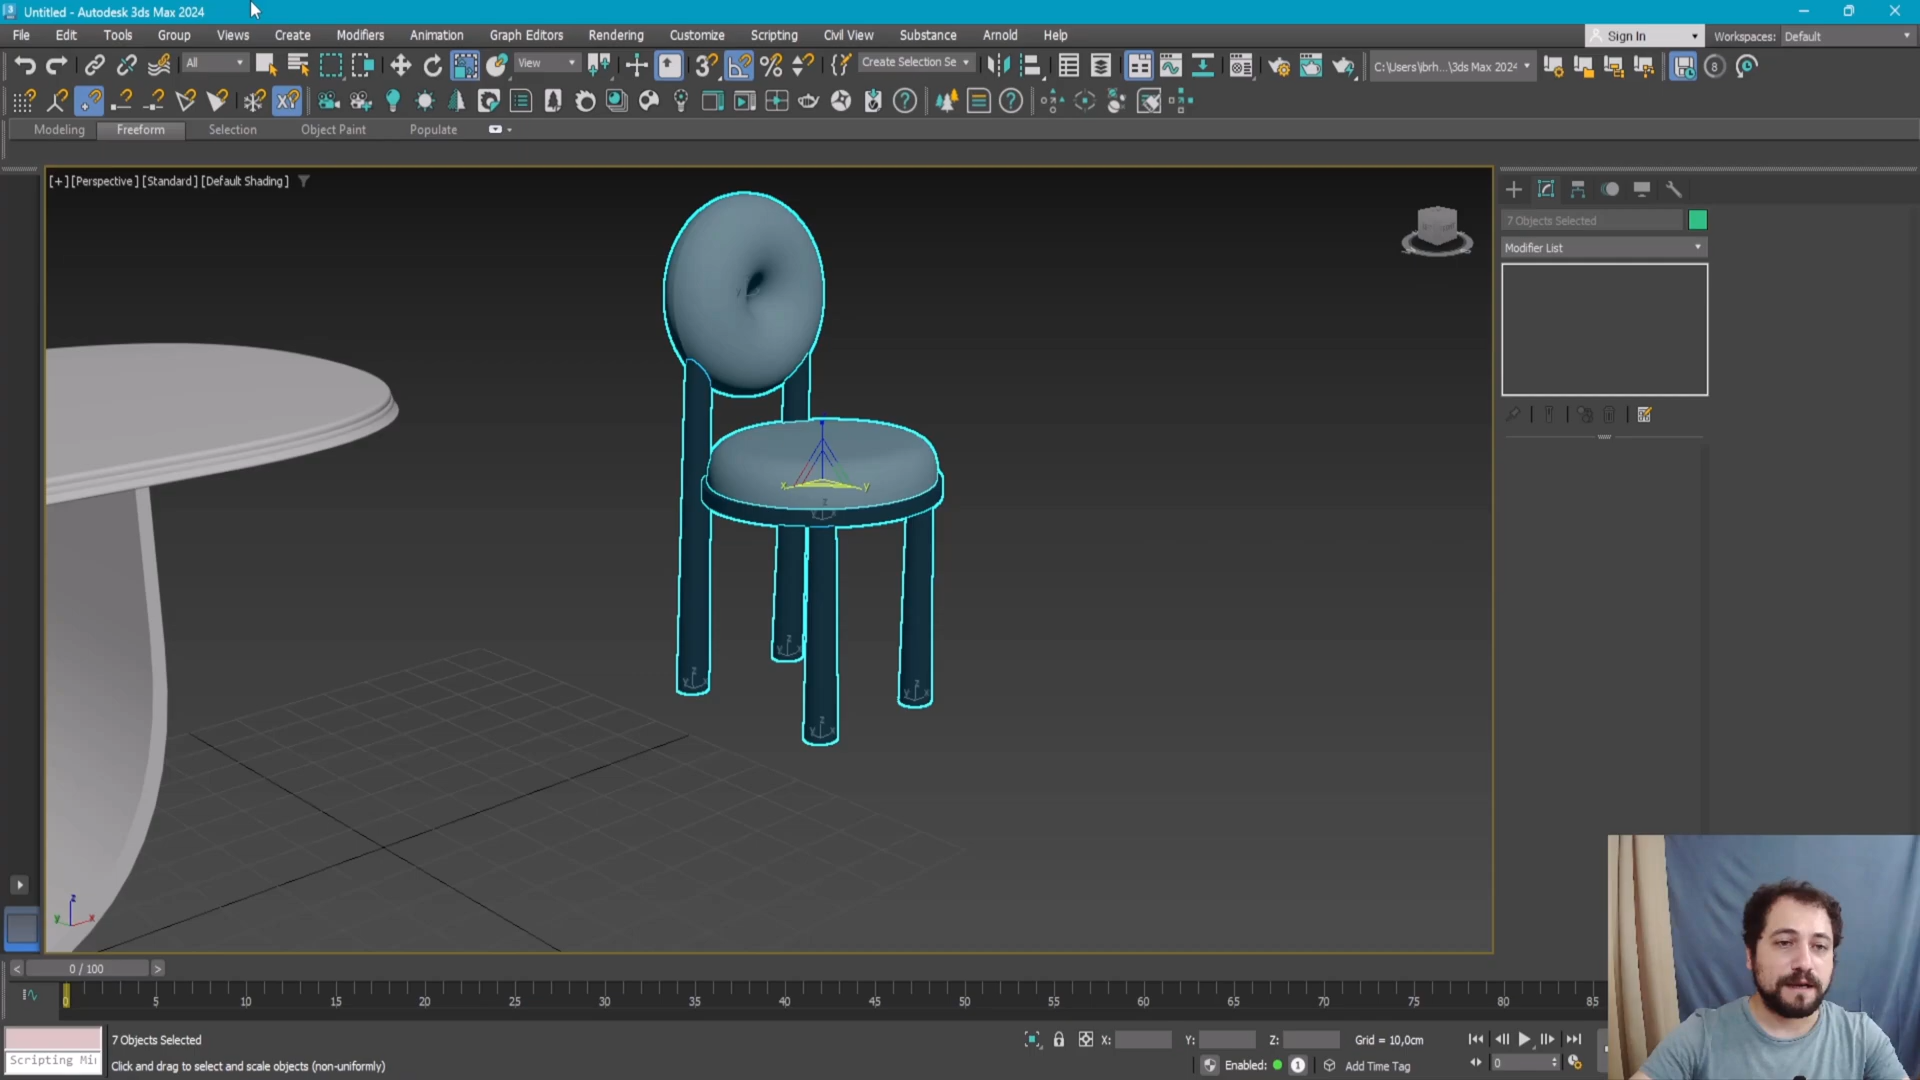 Untitled - Autodesk 3ds Max 2024
File Edit Tools Group Views Create Modifiers Animation Graph Editors Rendering Customize Scripting Civil View Substance Arnold Help
Sign In Workspaces: Default
All View Create Selection Se C:\Users\brh...\3ds Max 2024
Modeling Freeform Selection Object Paint Populate
[+] [Perspective] [Standard] [Default Shading]
7 Objects Selected
Modifier List
x y z
0 / 100
0 5 10 15 20 25 30 35 40 45 50 55 60 65 70 75 80 85
7 Objects Selected X: Y: Z: Grid = 10,0cm
Scripting Mi Click and drag to select and scale objects (non-uniformly) Enabled: 1 Add Time Tag 0